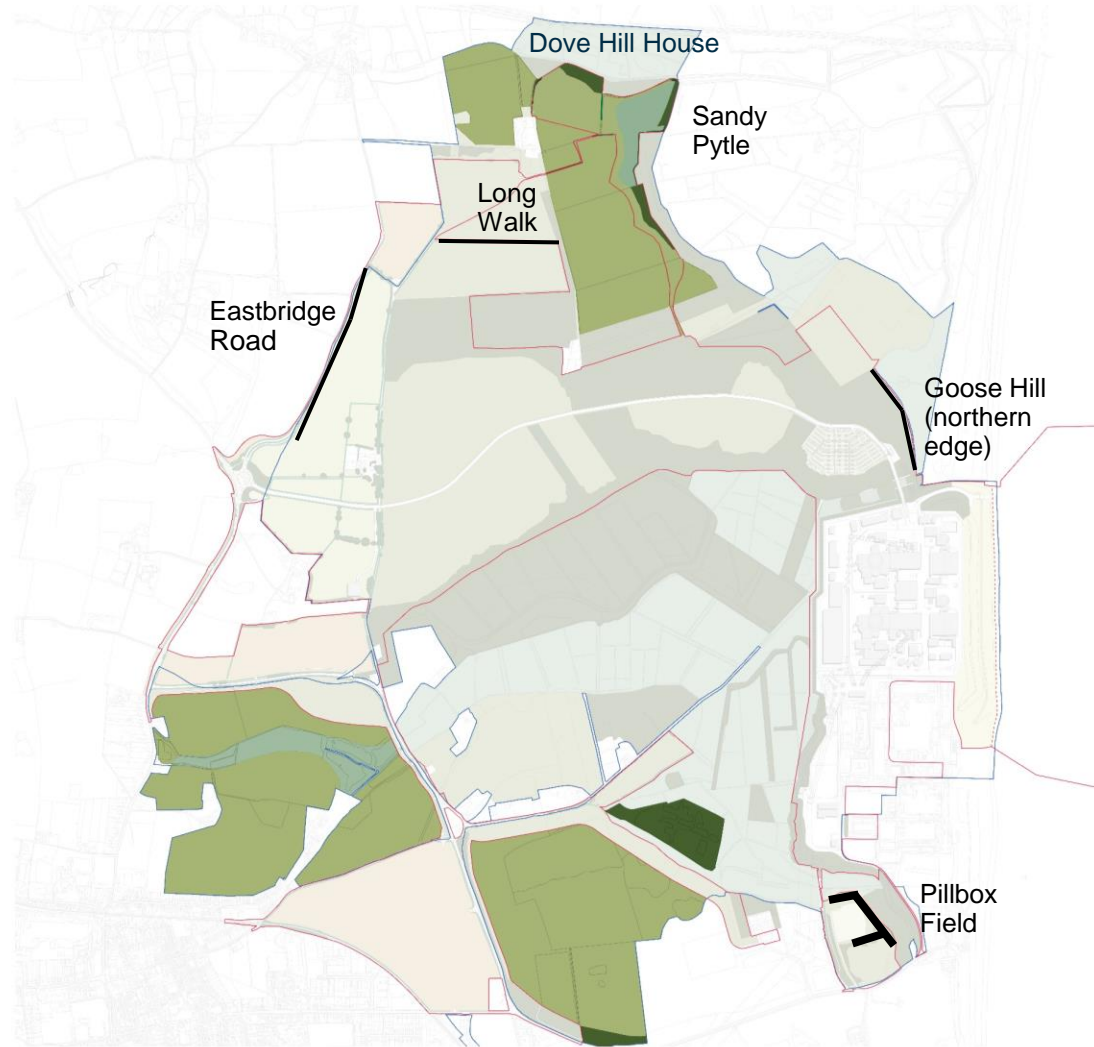 Dove Hill House
Sandy
Pytle
Long
Walk
Eastbridge
Road
Goose Hill
(northern
edge)
Pillbox
Field